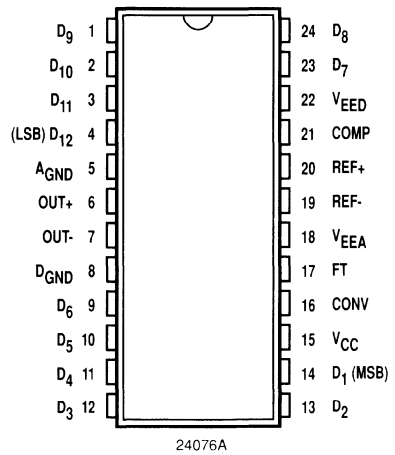 D9 1 24 D8
D10 2 23 D7
D11 3 22 VEED
(LSB) D12 4 21 COMP
AGND 5 20 REF+
OUT+ 6 19 REF-
OUT- 7 18 VEEA
DGND 8 17 FT
D6 9 16 CONV
D5 10 15 VCC
D4 11 14 D1 (MSB)
D3 12 13 D2
24076A